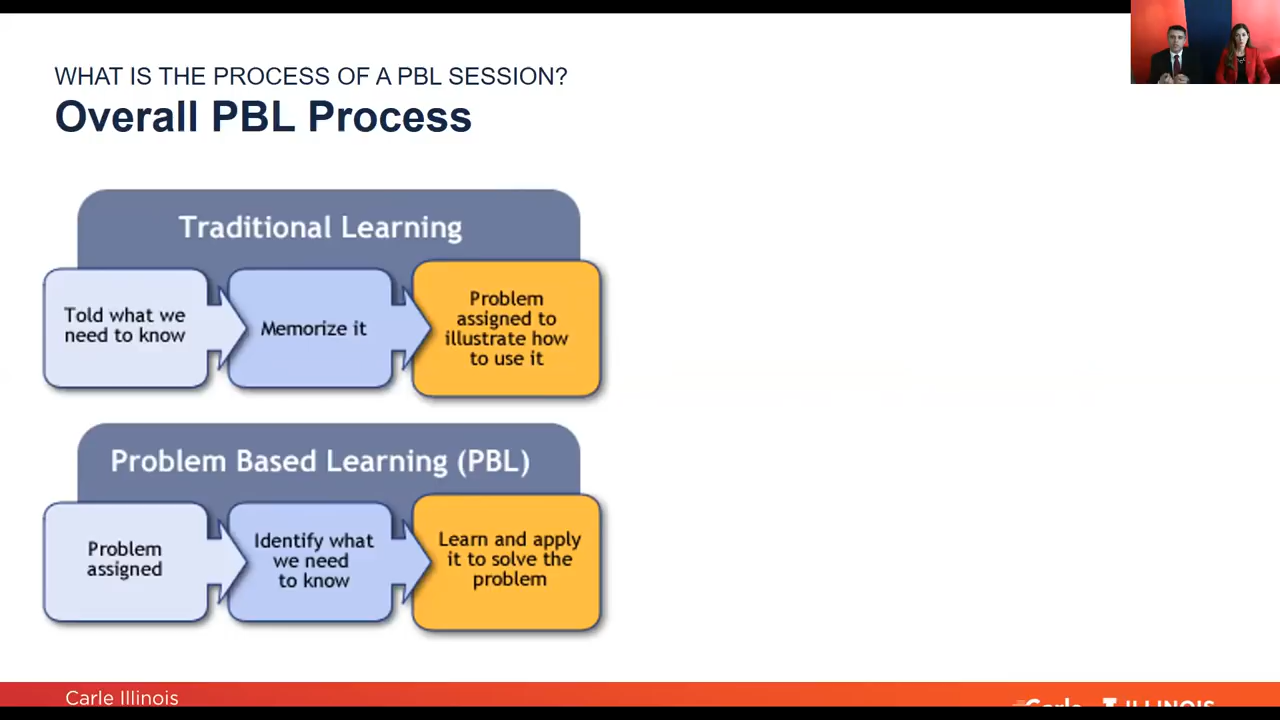 WHAT IS THE PROCESS OF A PBL SESSION?
Overall PBL Process
Traditional Learning
Told what we
need to know
Memorize it
Problem
assigned to
illustrate how
to use it
Problem Based Learning (PBL)
Problem
assigned
Identify what
we need
to know
Learn and apply
it to solve the
problem
Carle Illinois
Carle
I ILLINOIS